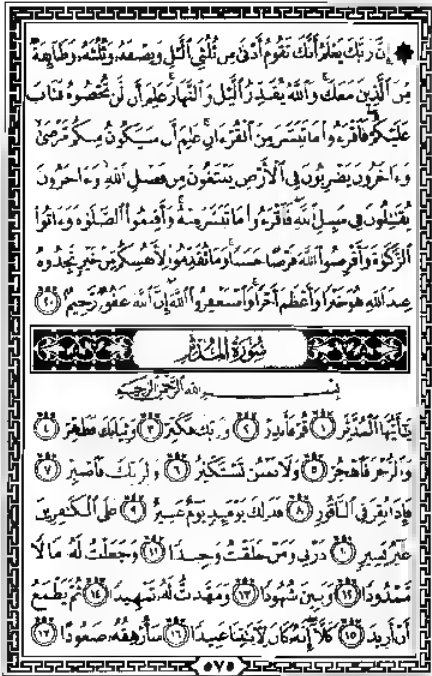 ۞ إِنَّ رَبَّكَ يَعْلَمُ أَنَّكَ تَقُومُ أَدْنَىٰ مِن ثُلُثَيِ ٱلَّيْلِ وَنِصْفَهُۥ وَثُلُثَهُۥ وَطَآئِفَةٌ
مِّنَ ٱلَّذِينَ مَعَكَ ۚ وَٱللَّهُ يُقَدِّرُ ٱلَّيْلَ وَٱلنَّهَارَ ۚ عَلِمَ أَن لَّن تُحْصُوهُ فَتَابَ
عَلَيْكُمْ ۖ فَٱقْرَءُوا۟ مَا تَيَسَّرَ مِنَ ٱلْقُرْءَانِ ۚ عَلِمَ أَن سَيَكُونُ مِنكُم مَّرْضَىٰ ۙ
وَءَاخَرُونَ يَضْرِبُونَ فِى ٱلْأَرْضِ يَبْتَغُونَ مِن فَضْلِ ٱللَّهِ ۙ وَءَاخَرُونَ
يُقَٰتِلُونَ فِى سَبِيلِ ٱللَّهِ ۖ فَٱقْرَءُوا۟ مَا تَيَسَّرَ مِنْهُ ۚ وَأَقِيمُوا۟ ٱلصَّلَوٰةَ وَءَاتُوا۟
ٱلزَّكَوٰةَ وَأَقْرِضُوا۟ ٱللَّهَ قَرْضًا حَسَنًا ۚ وَمَا تُقَدِّمُوا۟ لِأَنفُسِكُم مِّنْ خَيْرٍ تَجِدُوهُ
عِندَ ٱللَّهِ هُوَ خَيْرًا وَأَعْظَمَ أَجْرًا ۚ وَٱسْتَغْفِرُوا۟ ٱللَّهَ ۖ إِنَّ ٱللَّهَ غَفُورٌ رَّحِيمٌۢ ٢٠
سُورَةُ المُدَّثِّر
بِسْمِ ٱللَّهِ ٱلرَّحْمَٰنِ ٱلرَّحِيمِ
يَٰٓأَيُّهَا ٱلْمُدَّثِّرُ ١ قُمْ فَأَنذِرْ ٢ وَرَبَّكَ فَكَبِّرْ ٣ وَثِيَابَكَ فَطَهِّرْ ٤
وَٱلرُّجْزَ فَٱهْجُرْ ٥ وَلَا تَمْنُن تَسْتَكْثِرُ ٦ وَلِرَبِّكَ فَٱصْبِرْ ٧
فَإِذَا نُقِرَ فِى ٱلنَّاقُورِ ٨ فَذَٰلِكَ يَوْمَئِذٍ يَوْمٌ عَسِيرٌ ٩ عَلَى ٱلْكَٰفِرِينَ
غَيْرُ يَسِيرٍ ١٠ ذَرْنِى وَمَنْ خَلَقْتُ وَحِيدًا ١١ وَجَعَلْتُ لَهُۥ مَالًا
مَّمْدُودًا ١٢ وَبَنِينَ شُهُودًا ١٣ وَمَهَّدتُّ لَهُۥ تَمْهِيدًا ١٤ ثُمَّ يَطْمَعُ
أَنْ أَزِيدَ ١٥ كَلَّآ ۖ إِنَّهُۥ كَانَ لِءَايَٰتِنَا عَنِيدًا ١٦ سَأُرْهِقُهُۥ صَعُودًا ١٧
٥٧٥